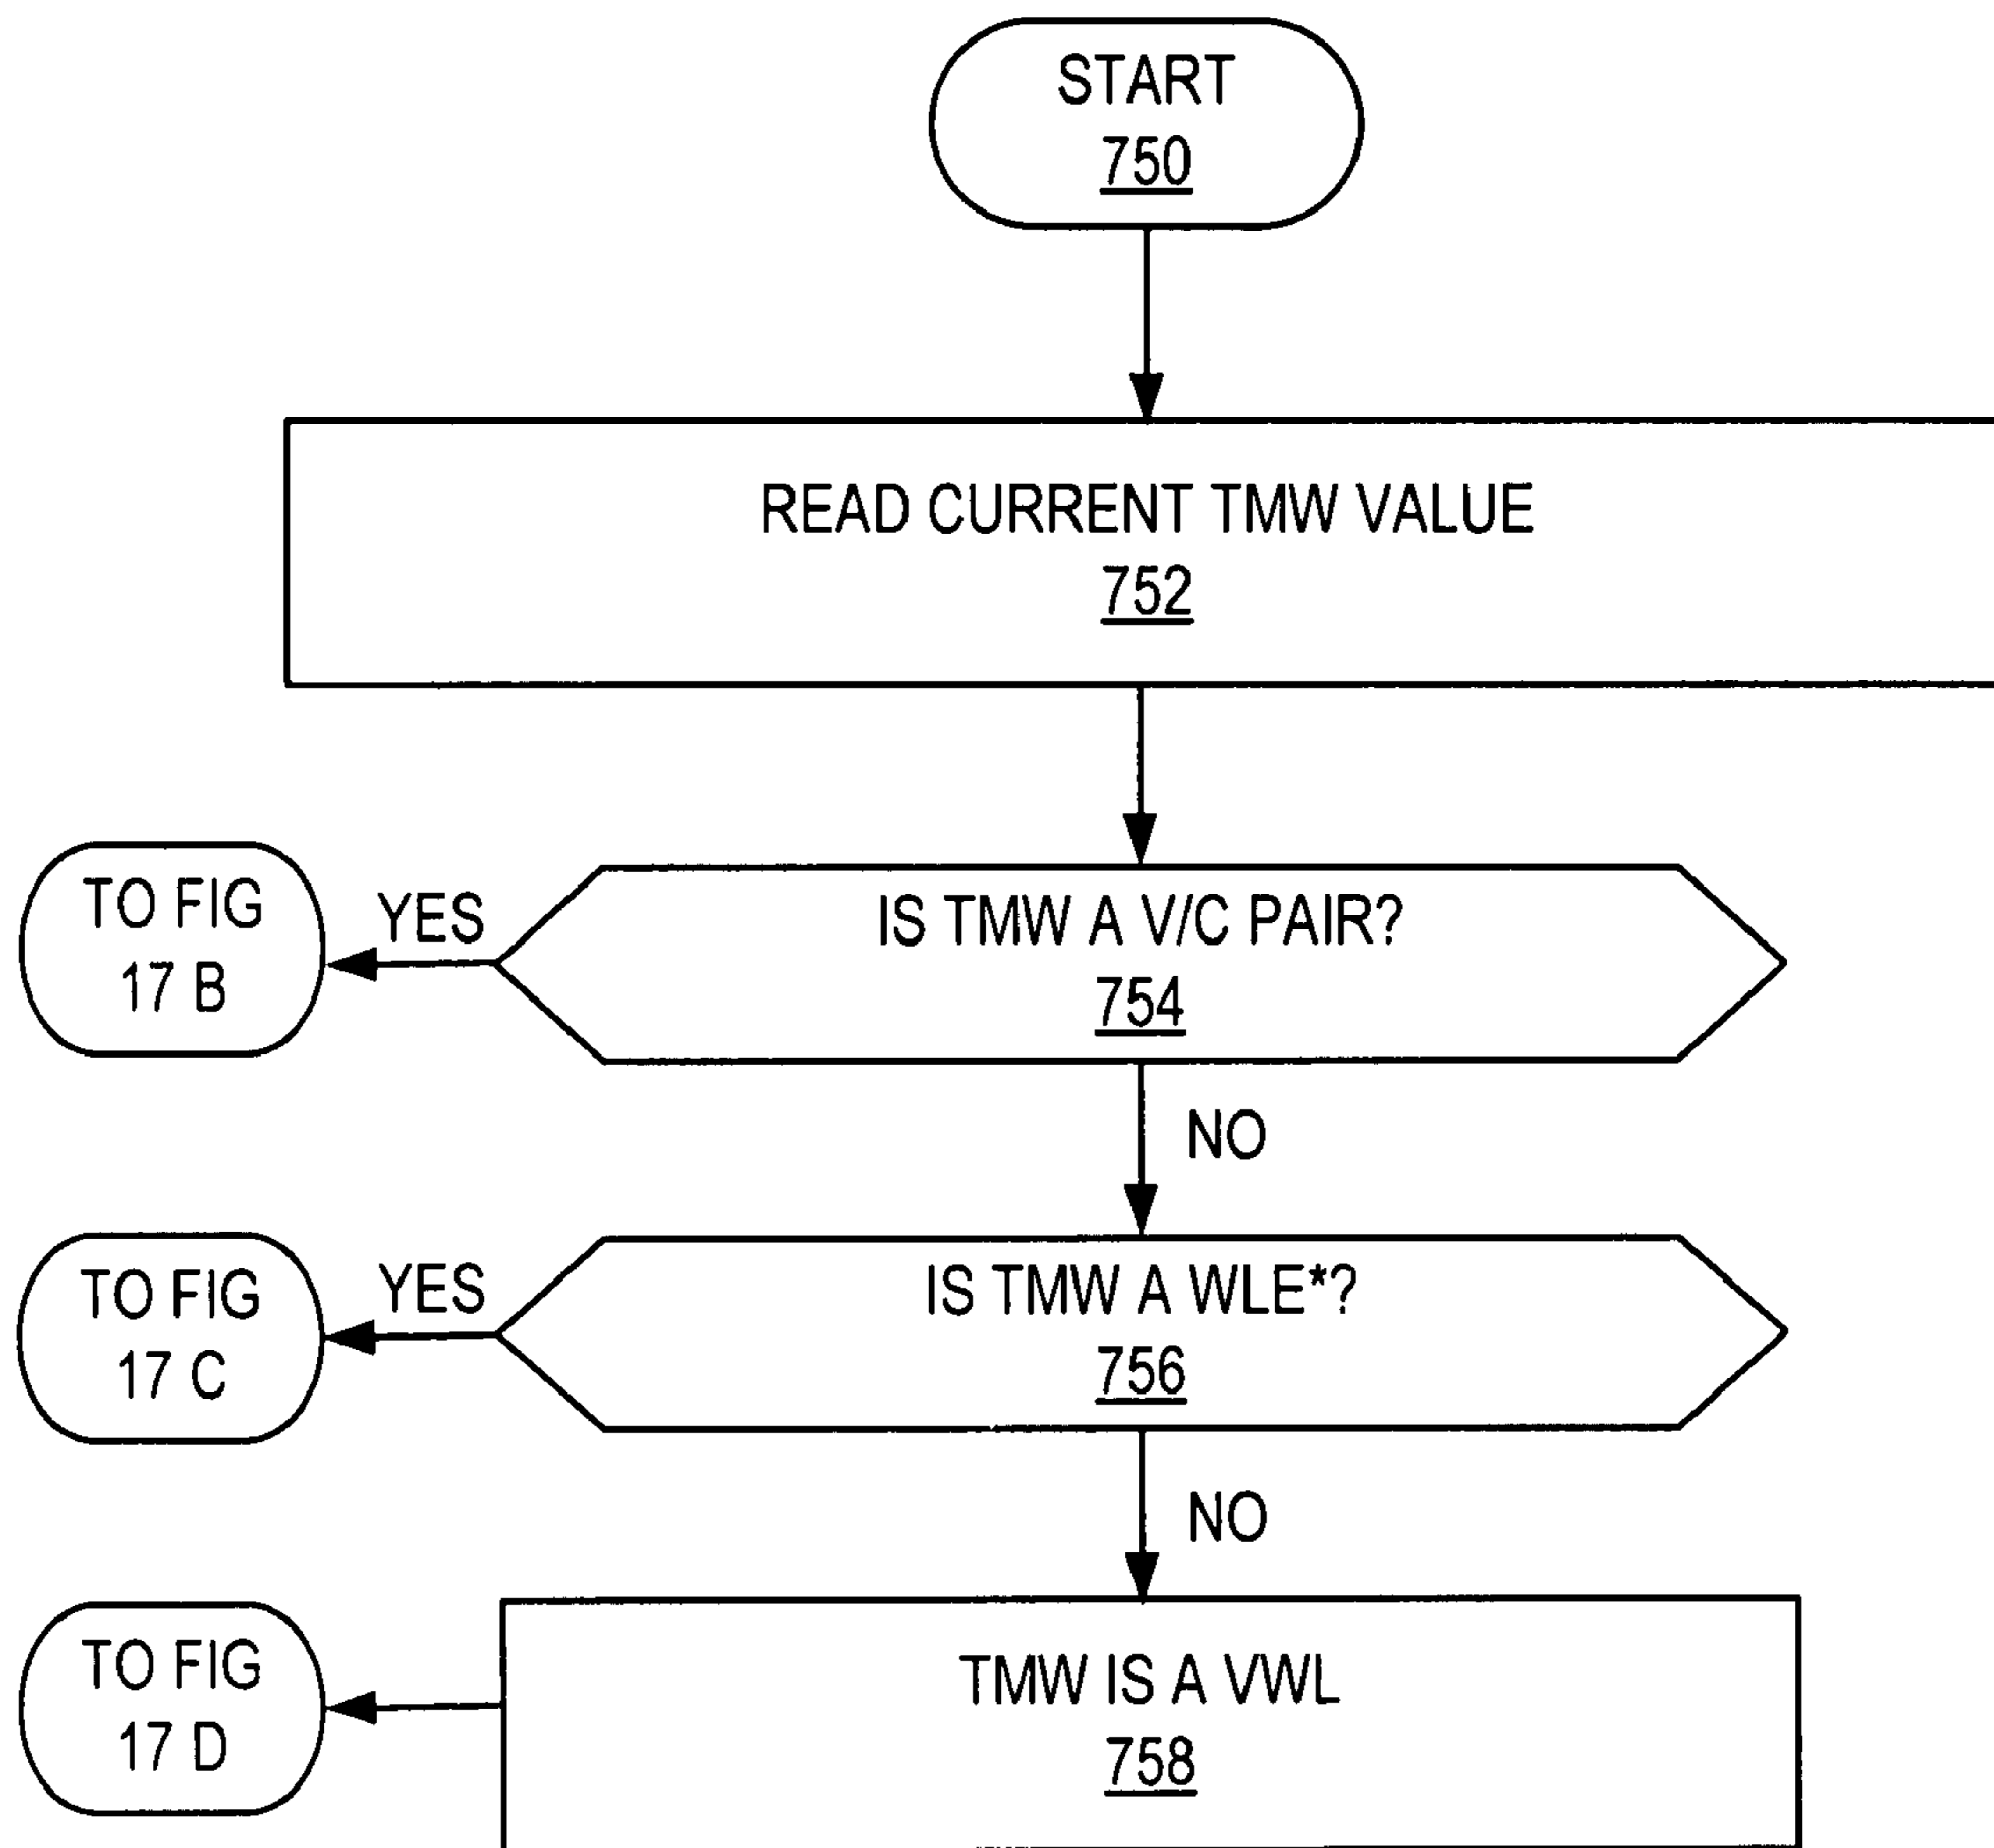 START
750
READ CURRENT TMW VALUE
752
TO FIG
17 B
YES
IS TMW A V/C PAIR?
754
NO
TO FIG
17 C
YES
IS TMW A WLE*?
756
NO
TO FIG
17 D
TMW IS A VWL
758